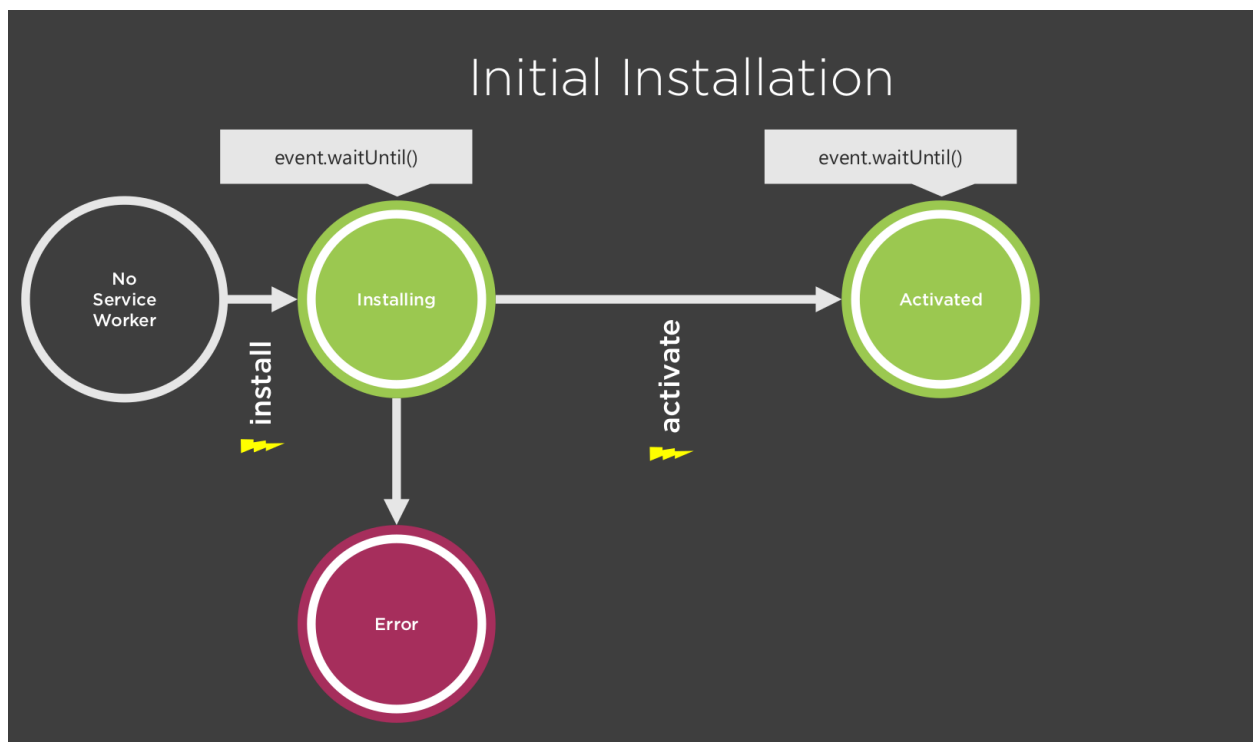 Initial Installation
event.waitUntil()
event.waitUntil()
No
Service
Worker
Installing
Activated
install
activate
Error